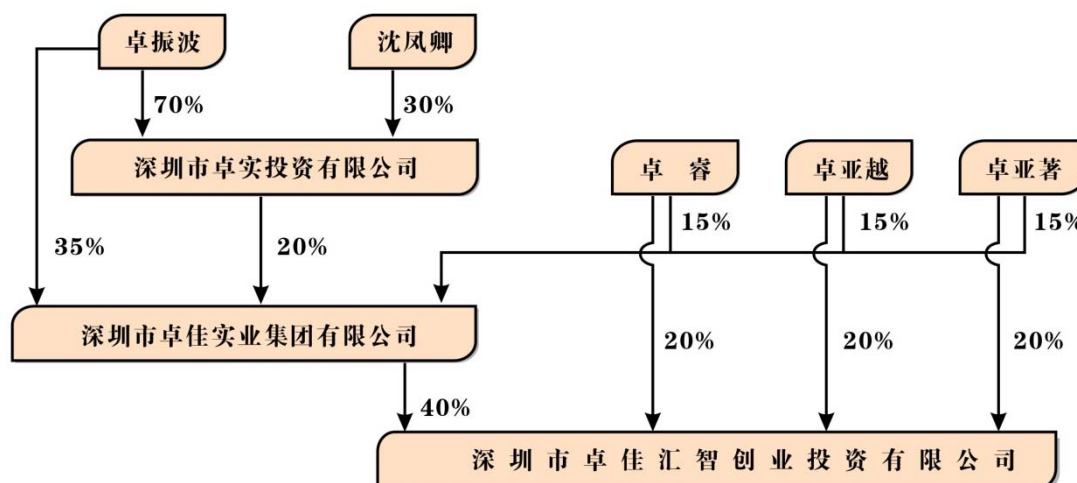 卓振波
沈凤卿
70%
30%
深圳市卓实投资有限公司
卓 睿
卓亚越
卓亚著
15%
15%
15%
35%
20%
深圳市卓佳实业集团有限公司
20%
20%
20%
40%
深圳市卓佳汇智创业投资有限公司